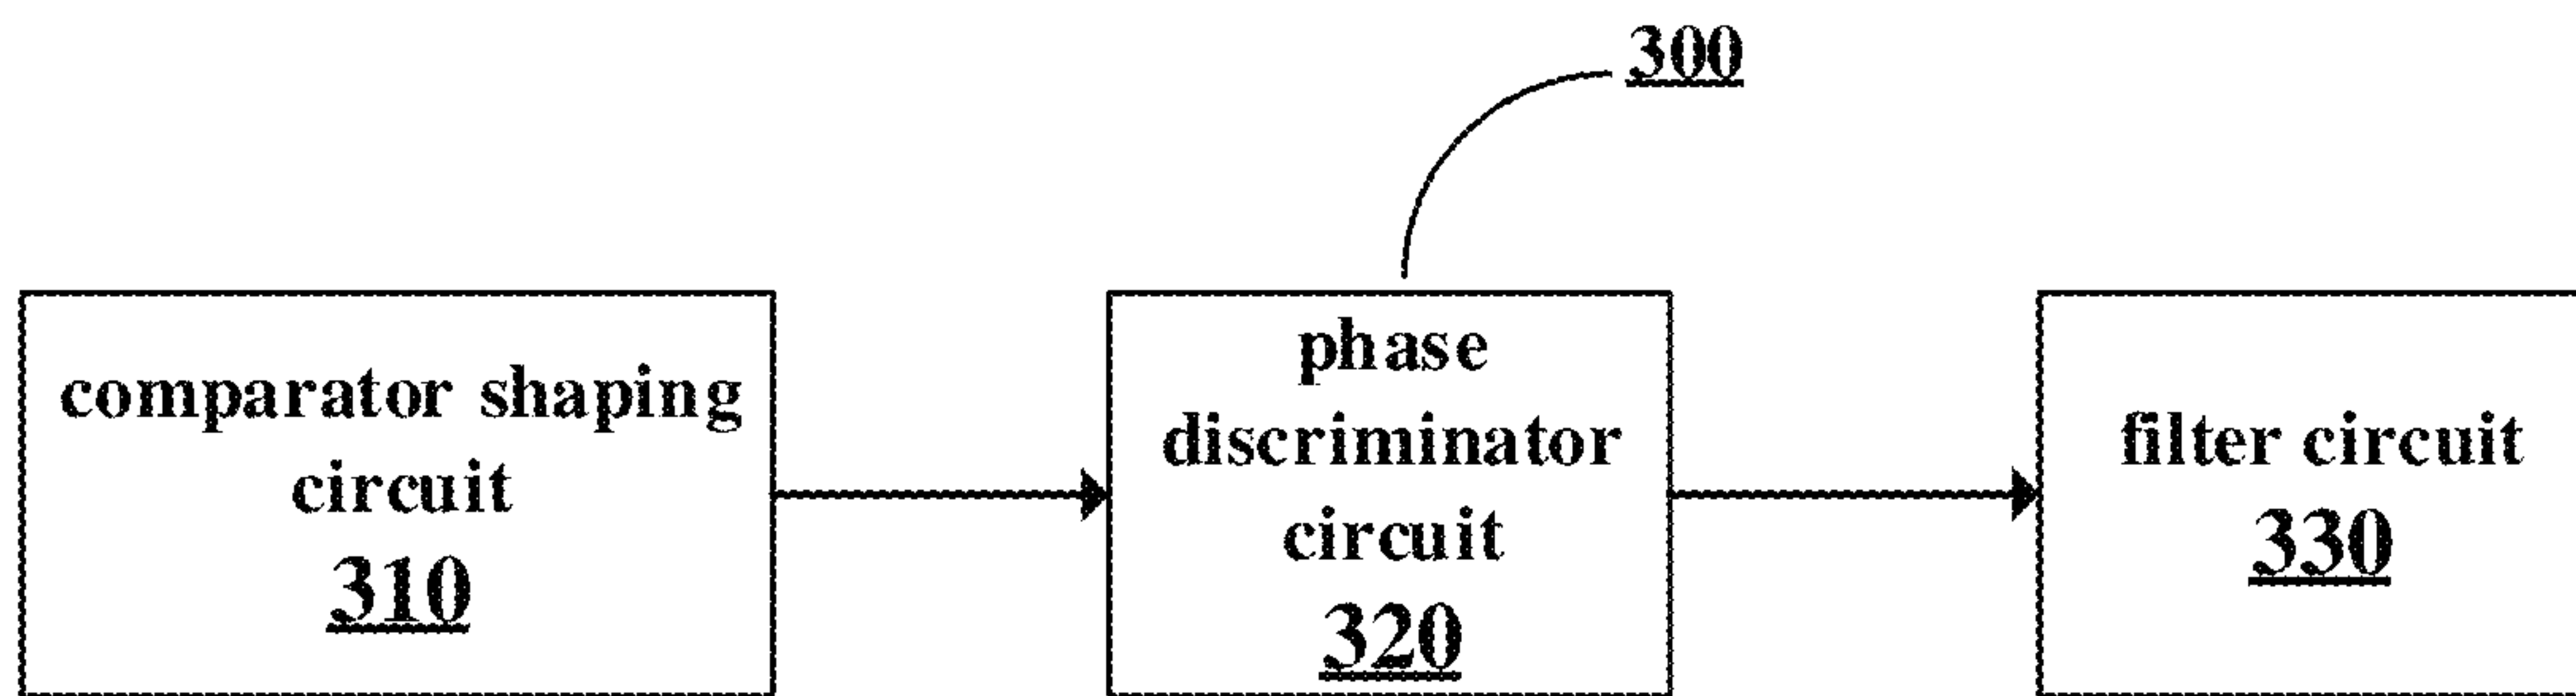 300
comparator shaping
circuit
310
phase
discriminator
circuit
320
filter circuit
330